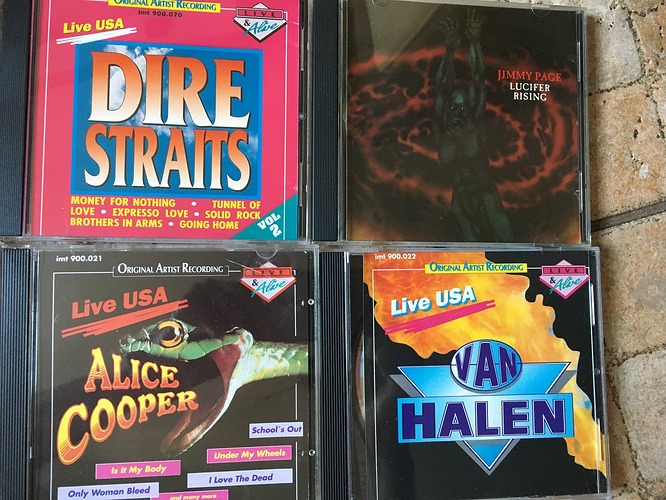 ORIGINAL ARTIST RECORDING
imt 900.070
LIVE
& Alive
Live USA
DIRE
STRAITS
MONEY FOR NOTHING • TUNNEL OF
LOVE • EXPRESSO LOVE • SOLID ROCK
BROTHERS IN ARMS • GOING HOME
VOL 2
JIMMY PAGE
LUCIFER
RISING
imt 900.021
ORIGINAL ARTIST RECORDING
LIVE
& Alive
Live USA
ALICE
COOPER
School's Out
Under My Wheels
Is It My Body
I Love The Dead
Only Woman Bleed
and many more
imt 900.022
ORIGINAL ARTIST RECORDING
LIVE
& Alive
Live USA
VAN
HALEN